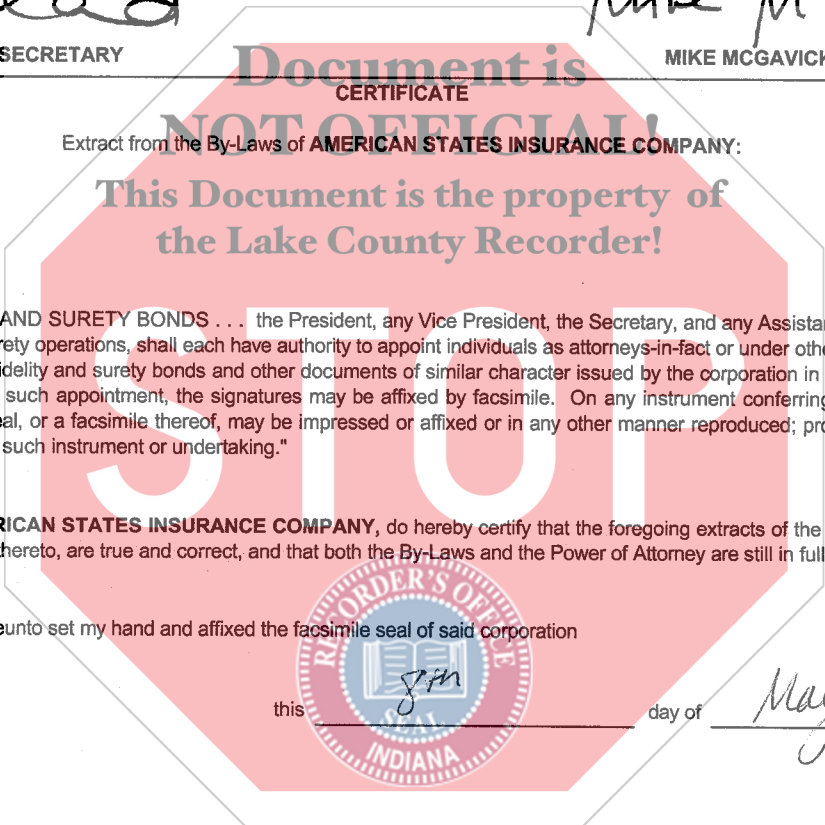 SECRETARY
MIKE MCGAVICK
Document is
CERTIFICATE
NOT OFFICIAL!
Extract from the By-Laws of AMERICAN STATES INSURANCE COMPANY:
This Document is the property of
the Lake County Recorder!
STOP
AND SURETY BONDS . . . the President, any Vice President, the Secretary, and any Assista
rety operations, shall each have authority to appoint individuals as attorneys-in-fact or under othe
idelity and surety bonds and other documents of similar character issued by the corporation in
such appointment, the signatures may be affixed by facsimile. On any instrument conferring
eal, or a facsimile thereof, may be impressed or affixed or in any other manner reproduced; pro
such instrument or undertaking."
RICAN STATES INSURANCE COMPANY, do hereby certify that the foregoing extracts of the
hereto, are true and correct, and that both the By-Laws and the Power of Attorney are still in full
eunto set my hand and affixed the facsimile seal of said corporation
RECORDER'S OFFICE
this 8th day of May
SEAL
INDIANA